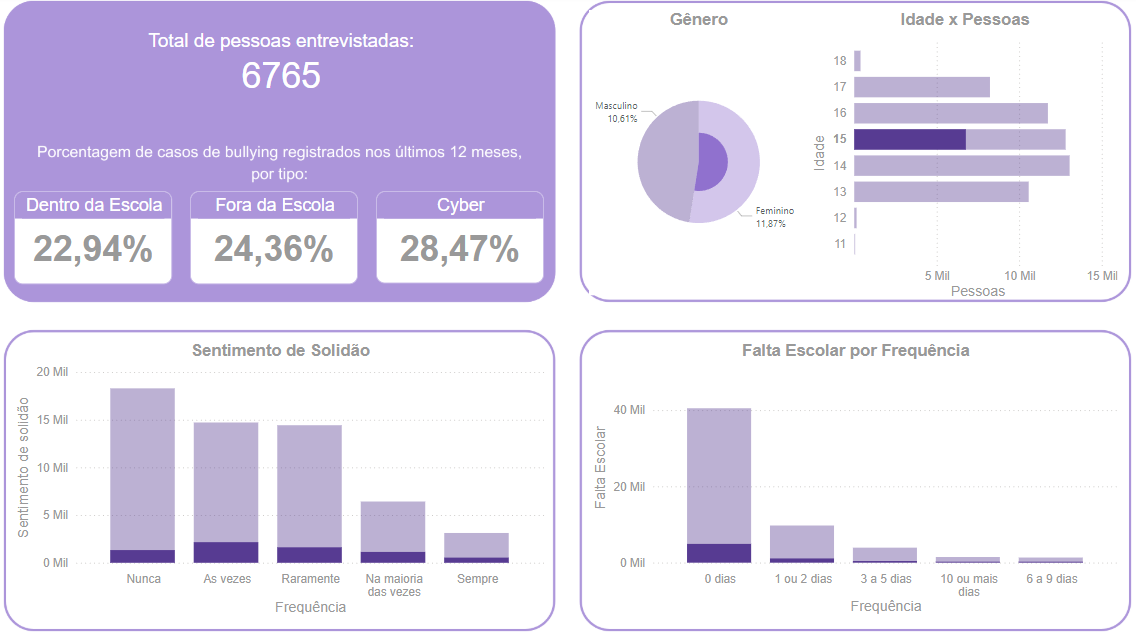 Total de pessoas entrevistadas:
6765
Porcentagem de casos de bullying registrados nos últimos 12 meses,
por tipo:
Dentro da Escola
22,94%
Fora da Escola
24,36%
Cyber
28,47%
Gênero
Masculino
10,61%
Feminino
11,87%
Idade x Pessoas
Idade
18
17
16
15
14
13
12
11
5 Mil
10 Mil
15 Mil
Pessoas
Sentimento de Solidão
Sentimento de solidão
20 Mil
15 Mil
10 Mil
5 Mil
0 Mil
Nunca
As vezes
Raramente
Na maioria
das vezes
Sempre
Frequência
Falta Escolar por Frequência
Falta Escolar
40 Mil
20 Mil
0 Mil
0 dias
1 ou 2 dias
3 a 5 dias
10 ou mais
dias
6 a 9 dias
Frequência